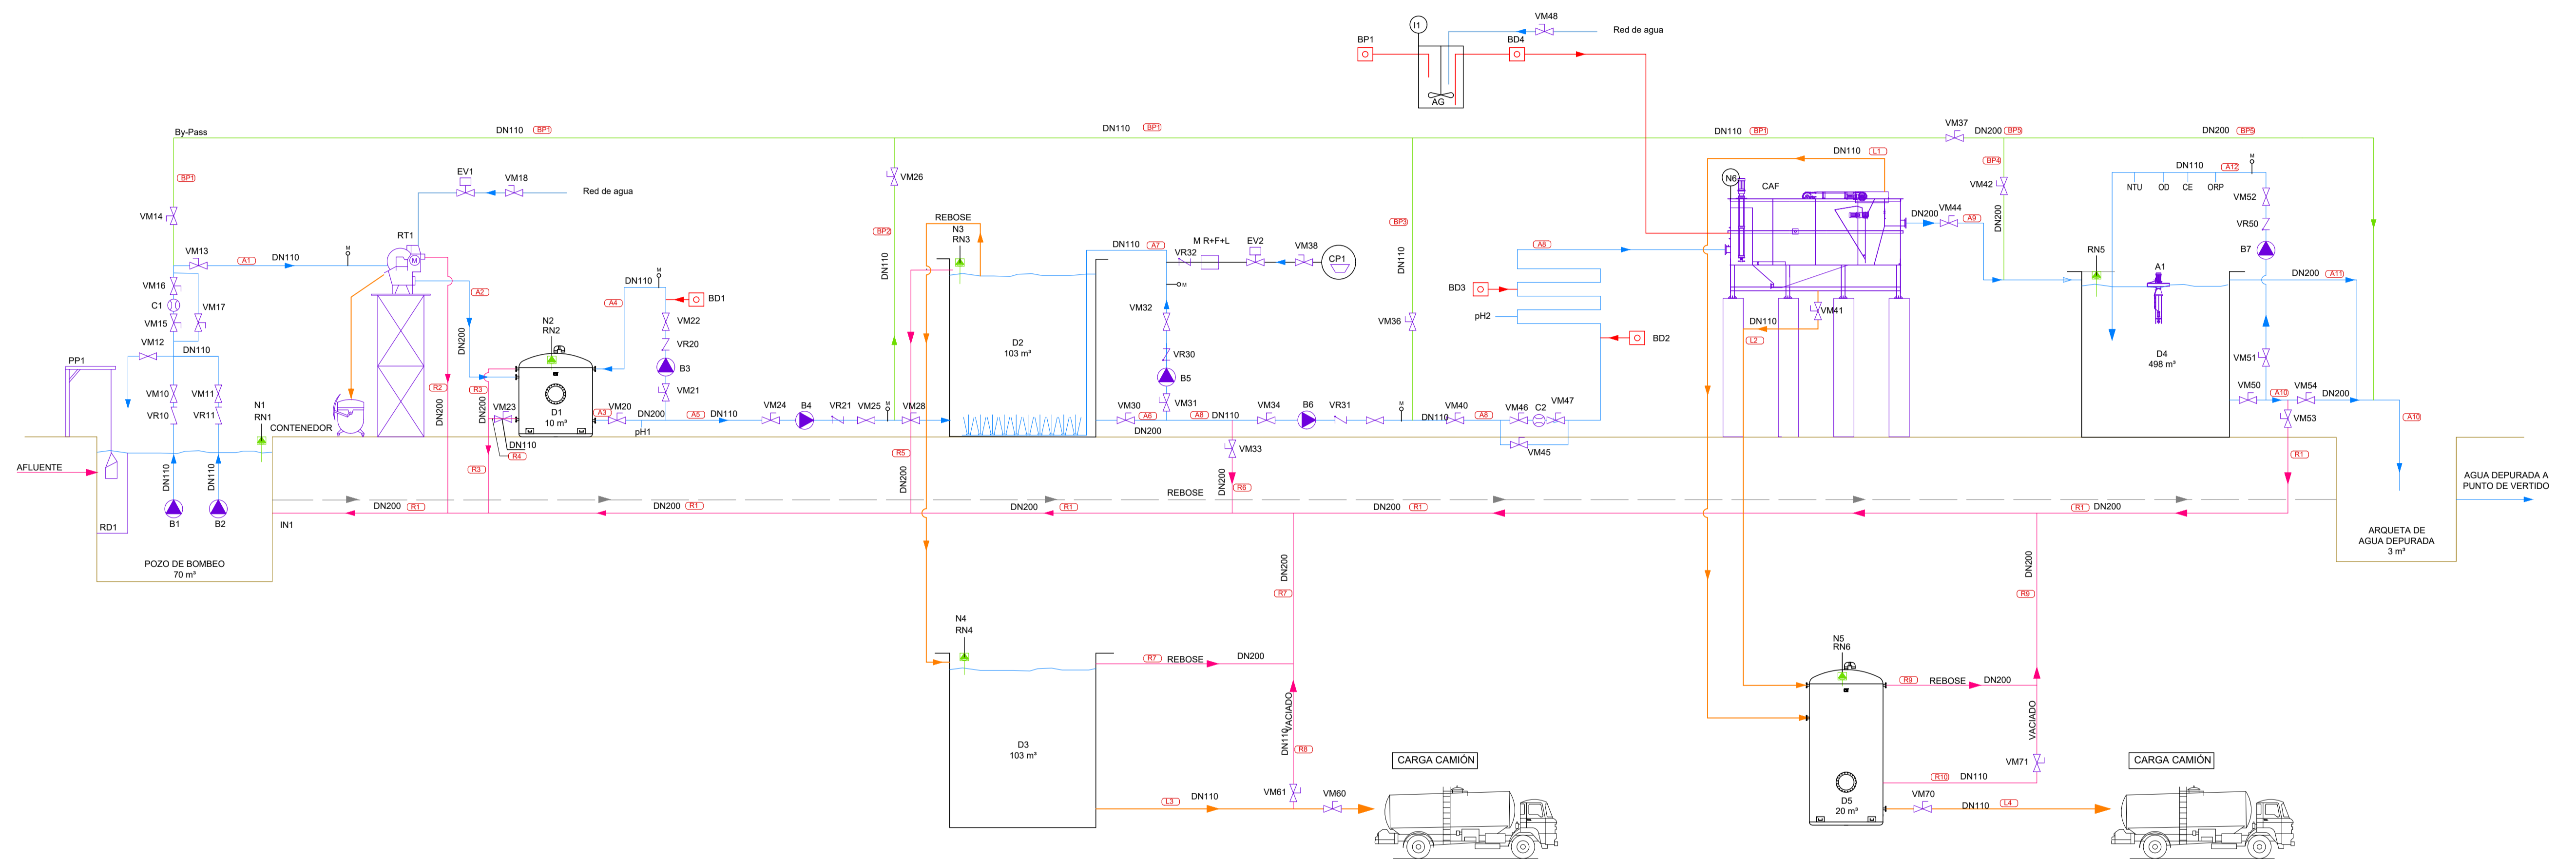 I1
VM48
Red de agua
BP1
BD4
AG
By-Pass
DN110
BP1
DN110
BP1
DN110
BP1
VM37
DN200
BP5
DN200
BP5
BP1
EV1
VM18
Red de agua
VM14
VM26
DN110
L1
N6
CAF
BP4
VM42
DN200
DN110
A12
M
NTU
OD
CE
ORP
VM52
VR50
B7
RT1
M
VM13
A1
DN110
M
REBOSE
N3
RN3
BP2
DN110
DN110
A7
M R+F+L
EV2
VM38
VR32
CP1
M
BP3
DN110
A8
DN200
VM44
A9
RN5
A1
DN200
A11
VM16
C1
VM15
VM17
A2
DN200
DN110
M
A4
BD1
VM22
VR20
B3
VM21
VM32
VR30
B5
VM31
VM36
BD3
pH2
BD2
VM41
DN110
L2
D4
498 m³
VM51
VM12
DN110
PP1
N2
RN2
D2
103 m³
VM10
VM11
VR10
VR11
N1
RN1
CONTENEDOR
R2
DN200
R3
DN200
VM23
D1
10 m³
A3
VM20
DN200
A5
DN110
pH1
DN110
R4
VM24
B4
VR21
VM25
M
VM28
VM30
A6
A8
DN110
DN200
VM34
B6
VR31
M
DN110
VM40
A8
VM46
C2
VM47
VM45
VM50
A10
VM54
DN200
VM53
A10
AFLUENTE
DN110
DN110
R3
R5
DN200
VM33
DN200
R6
R1
REBOSE
AGUA DEPURADA A
PUNTO DE VERTIDO
RD1
B1
B2
IN1
DN200
R1
DN200
R1
DN200
R1
DN200
R1
R1
DN200
ARQUETA DE
AGUA DEPURADA
3 m³
POZO DE BOMBEO
70 m³
DN200
R7
DN200
R9
N4
RN4
R7
REBOSE
DN200
N5
RN6
R9
REBOSE
DN200
D3
103 m³
VACIADO
DN110
R8
VACIADO
VM71
R10
DN110
CARGA CAMIÓN
CARGA CAMIÓN
L3
DN110
VM61
VM60
D5
20 m³
VM70
DN110
L4